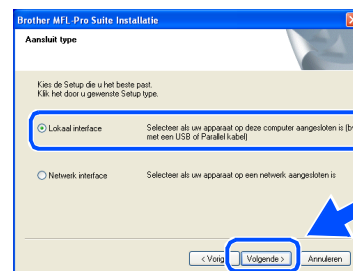 Brother MFL-Pro Suite Installatie
Aansluit type
Kies de Setup die u het beste past.
Klik het door u gewenste Setup type.
Lokaal interface
Selecteer als uw apparaat op deze computer aangesloten is (bv
met een USB of Parallel kabel)
Netwerk interface
Selecteer als uw apparaat op een netwerk aangesloten is
< Vorig
Volgende >
Annuleren